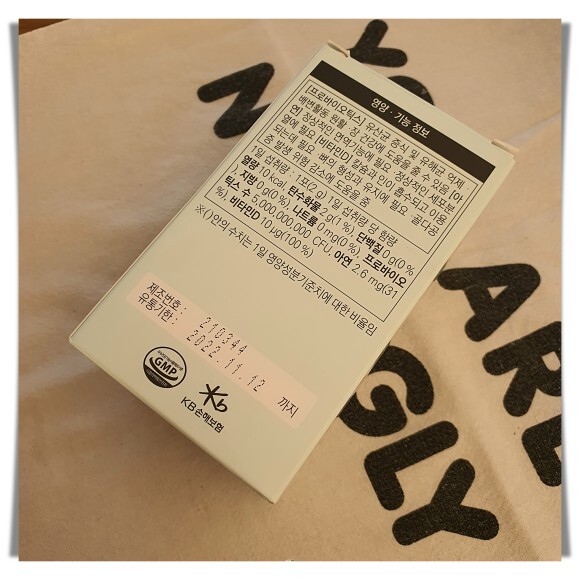 영양·기능 정보
[프로바이오틱스] 유산균 증식 및 유해균 억제·
배변활동 원활·장 건강에 도움을 줄 수 있음 [아
연] 정상적인 면역기능에 필요, 정상적인 세포분
열에 필요 [비타민D] 칼슘과 인이 흡수되고 이용
되는데 필요, 뼈의 형성과 유지에 필요, 골다공
증 발생 위험 감소에 도움을 줌
1일 섭취량 : 1포(2 g) 1일 섭취량 당 함량
열량 10 kcal, 탄수화물 2 g(1 %), 단백질 0 g(0
%), 지방 0 g(0 %), 나트륨 0 mg(0 %), 프로바이오
틱스 수 5,000,000,000, CFU, 아연 2.6 mg(31
%), 비타민D 10 μg(100 %)
※( )안의 수치는 1일 영양성분기준치에 대한 비율임
제조번호: 210344
유통기한: 2022.11.12 까지
GMP
Kb
KB손해보험
YO
ARE
GLY